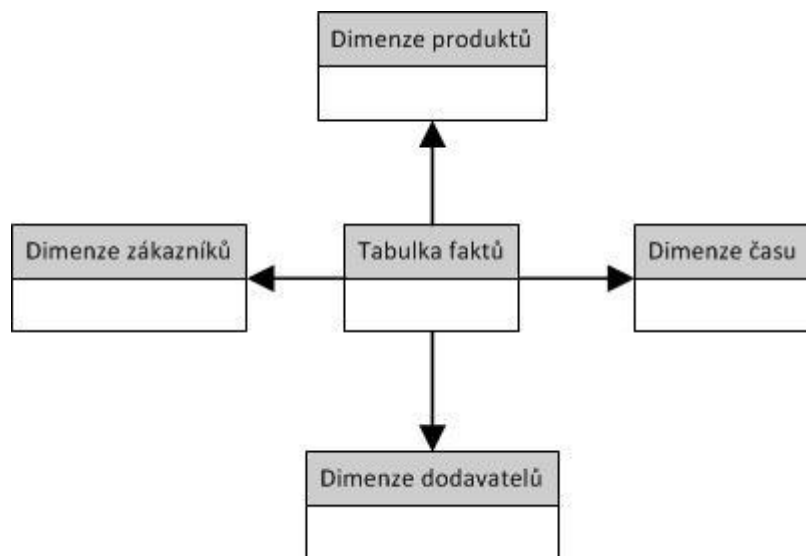 Dimenze produktů
Dimenze zákazníků
Tabulka faktů
Dimenze času
Dimenze dodavatelů